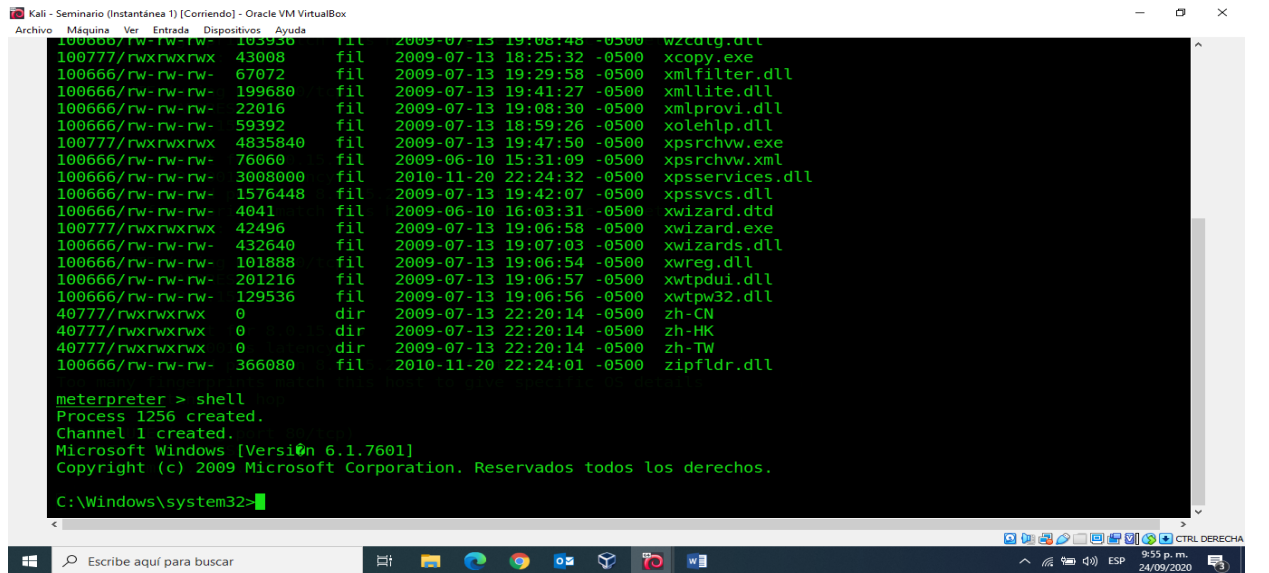 Kali - Seminario (Instantánea 1) [Corriendo] - Oracle VM VirtualBox
Archivo Máquina Ver Entrada Dispositivos Ayuda
100666/rw-rw-rw- 103936 fil 2009-07-13 19:08:48 -0500 wzcdlg.dll
100777/rwxrwxrwx 43008 fil 2009-07-13 18:25:32 -0500 xcopy.exe
100666/rw-rw-rw- 67072 fil 2009-07-13 19:29:58 -0500 xmlfilter.dll
100666/rw-rw-rw- 199680 fil 2009-07-13 19:41:27 -0500 xmllite.dll
100666/rw-rw-rw- 22016 fil 2009-07-13 19:08:30 -0500 xmlprovi.dll
100666/rw-rw-rw- 59392 fil 2009-07-13 18:59:26 -0500 xolehlp.dll
100777/rwxrwxrwx 4835840 fil 2009-07-13 19:47:50 -0500 xpsrchvw.exe
100666/rw-rw-rw- 76060 fil 2009-06-10 15:31:09 -0500 xpsrchvw.xml
100666/rw-rw-rw- 3008000 fil 2010-11-20 22:24:32 -0500 xpsservices.dll
100666/rw-rw-rw- 1576448 fil 2009-07-13 19:42:07 -0500 xpssvcs.dll
100666/rw-rw-rw- 4041 fil 2009-06-10 16:03:31 -0500 xwizard.dtd
100777/rwxrwxrwx 42496 fil 2009-07-13 19:06:58 -0500 xwizard.exe
100666/rw-rw-rw- 432640 fil 2009-07-13 19:07:03 -0500 xwizards.dll
100666/rw-rw-rw- 101888 fil 2009-07-13 19:06:54 -0500 xwreg.dll
100666/rw-rw-rw- 201216 fil 2009-07-13 19:06:57 -0500 xwtpdui.dll
100666/rw-rw-rw- 129536 fil 2009-07-13 19:06:56 -0500 xwtpw32.dll
40777/rwxrwxrwx 0 dir 2009-07-13 22:20:14 -0500 zh-CN
40777/rwxrwxrwx 0 dir 2009-07-13 22:20:14 -0500 zh-HK
40777/rwxrwxrwx 0 dir 2009-07-13 22:20:14 -0500 zh-TW
100666/rw-rw-rw- 366080 fil 2010-11-20 22:24:01 -0500 zipfldr.dll
meterpreter > shell
Process 1256 created.
Channel 1 created.
Microsoft Windows [Versi�n 6.1.7601]
Copyright (c) 2009 Microsoft Corporation. Reservados todos los derechos.
C:\Windows\system32>
CTRL DERECHA
Escribe aquí para buscar
ESP
9:55 p. m.
24/09/2020